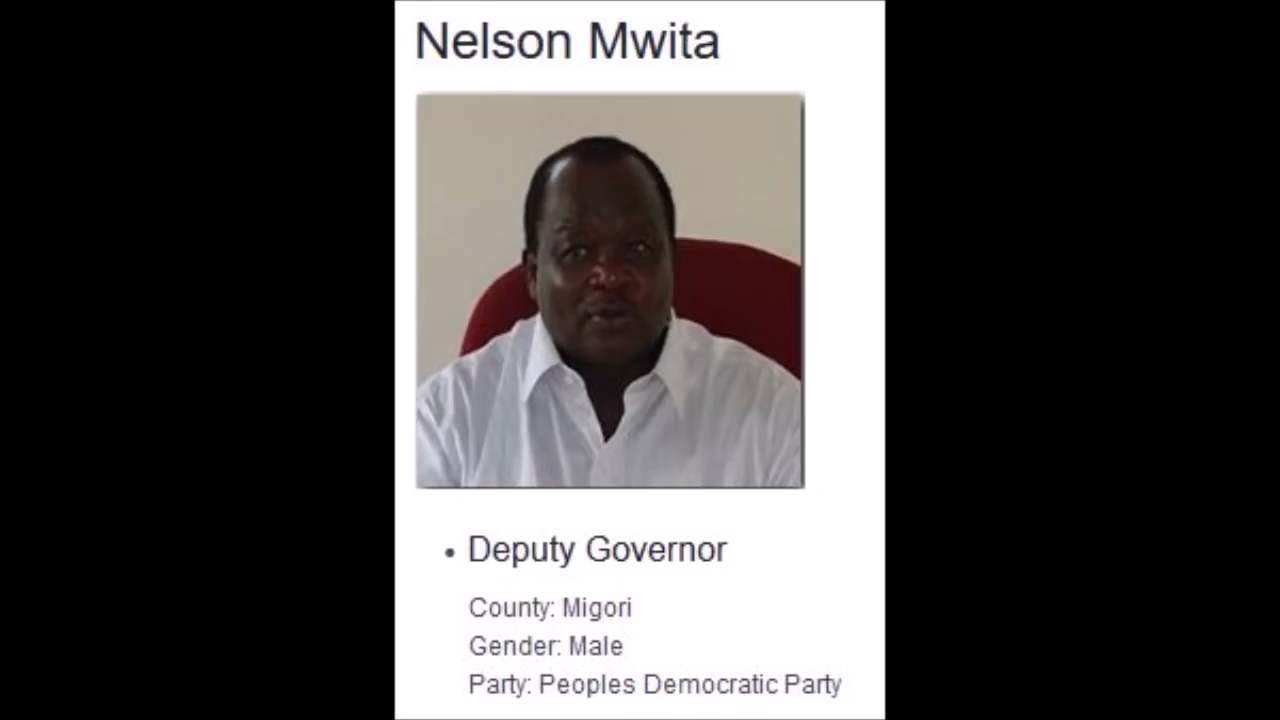 Nelson Mwita
• Deputy Governor
County: Migori
Gender: Male
Party: Peoples Democratic Party